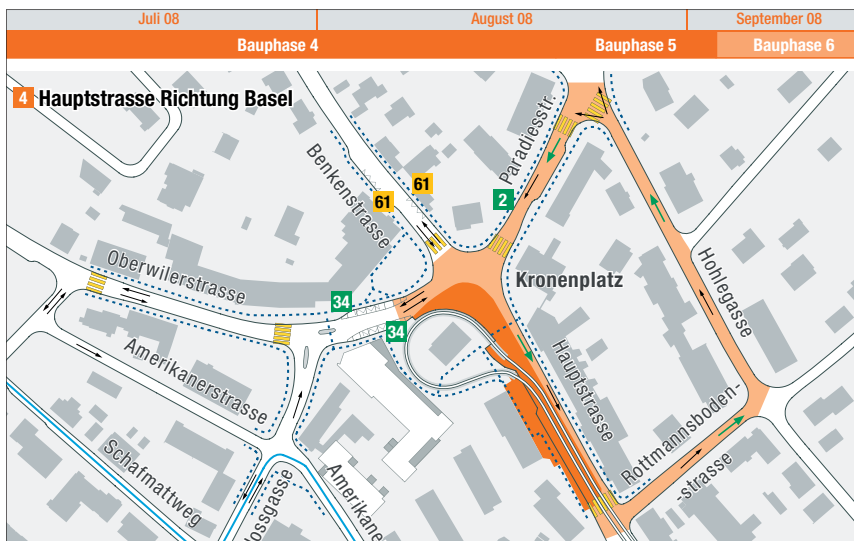 Juli 08
August 08
September 08
Bauphase 4
Bauphase 5
Bauphase 6
4 Hauptstrasse Richtung Basel
Paradiesstr.
Benkenstrasse
61
61
2
Oberwilerstrasse
34
34
Kronenplatz
Hohlegasse
Hauptstrasse
Amerikanerstrasse
Rottmannsboden-
-strasse
Schafmattweg
lossgasse
Amerikane